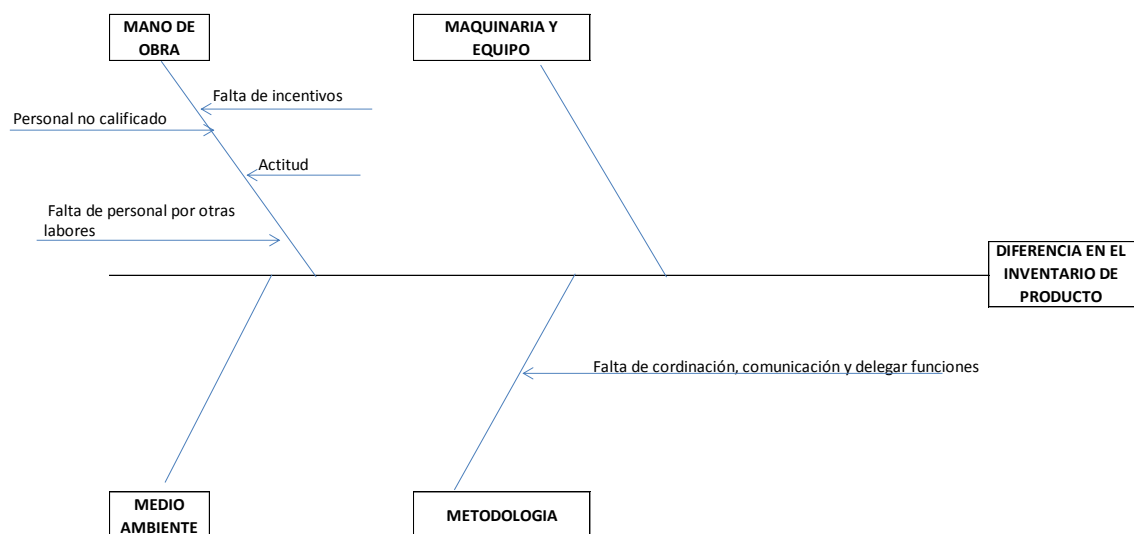 MANO DE
OBRA
MAQUINARIA Y
EQUIPO
Falta de incentivos
Personal no calificado
Actitud
Falta de personal por otras
labores
DIFERENCIA EN EL
INVENTARIO DE
PRODUCTO
Falta de cordinación, comunicación y delegar funciones
MEDIO
AMBIENTE
METODOLOGIA